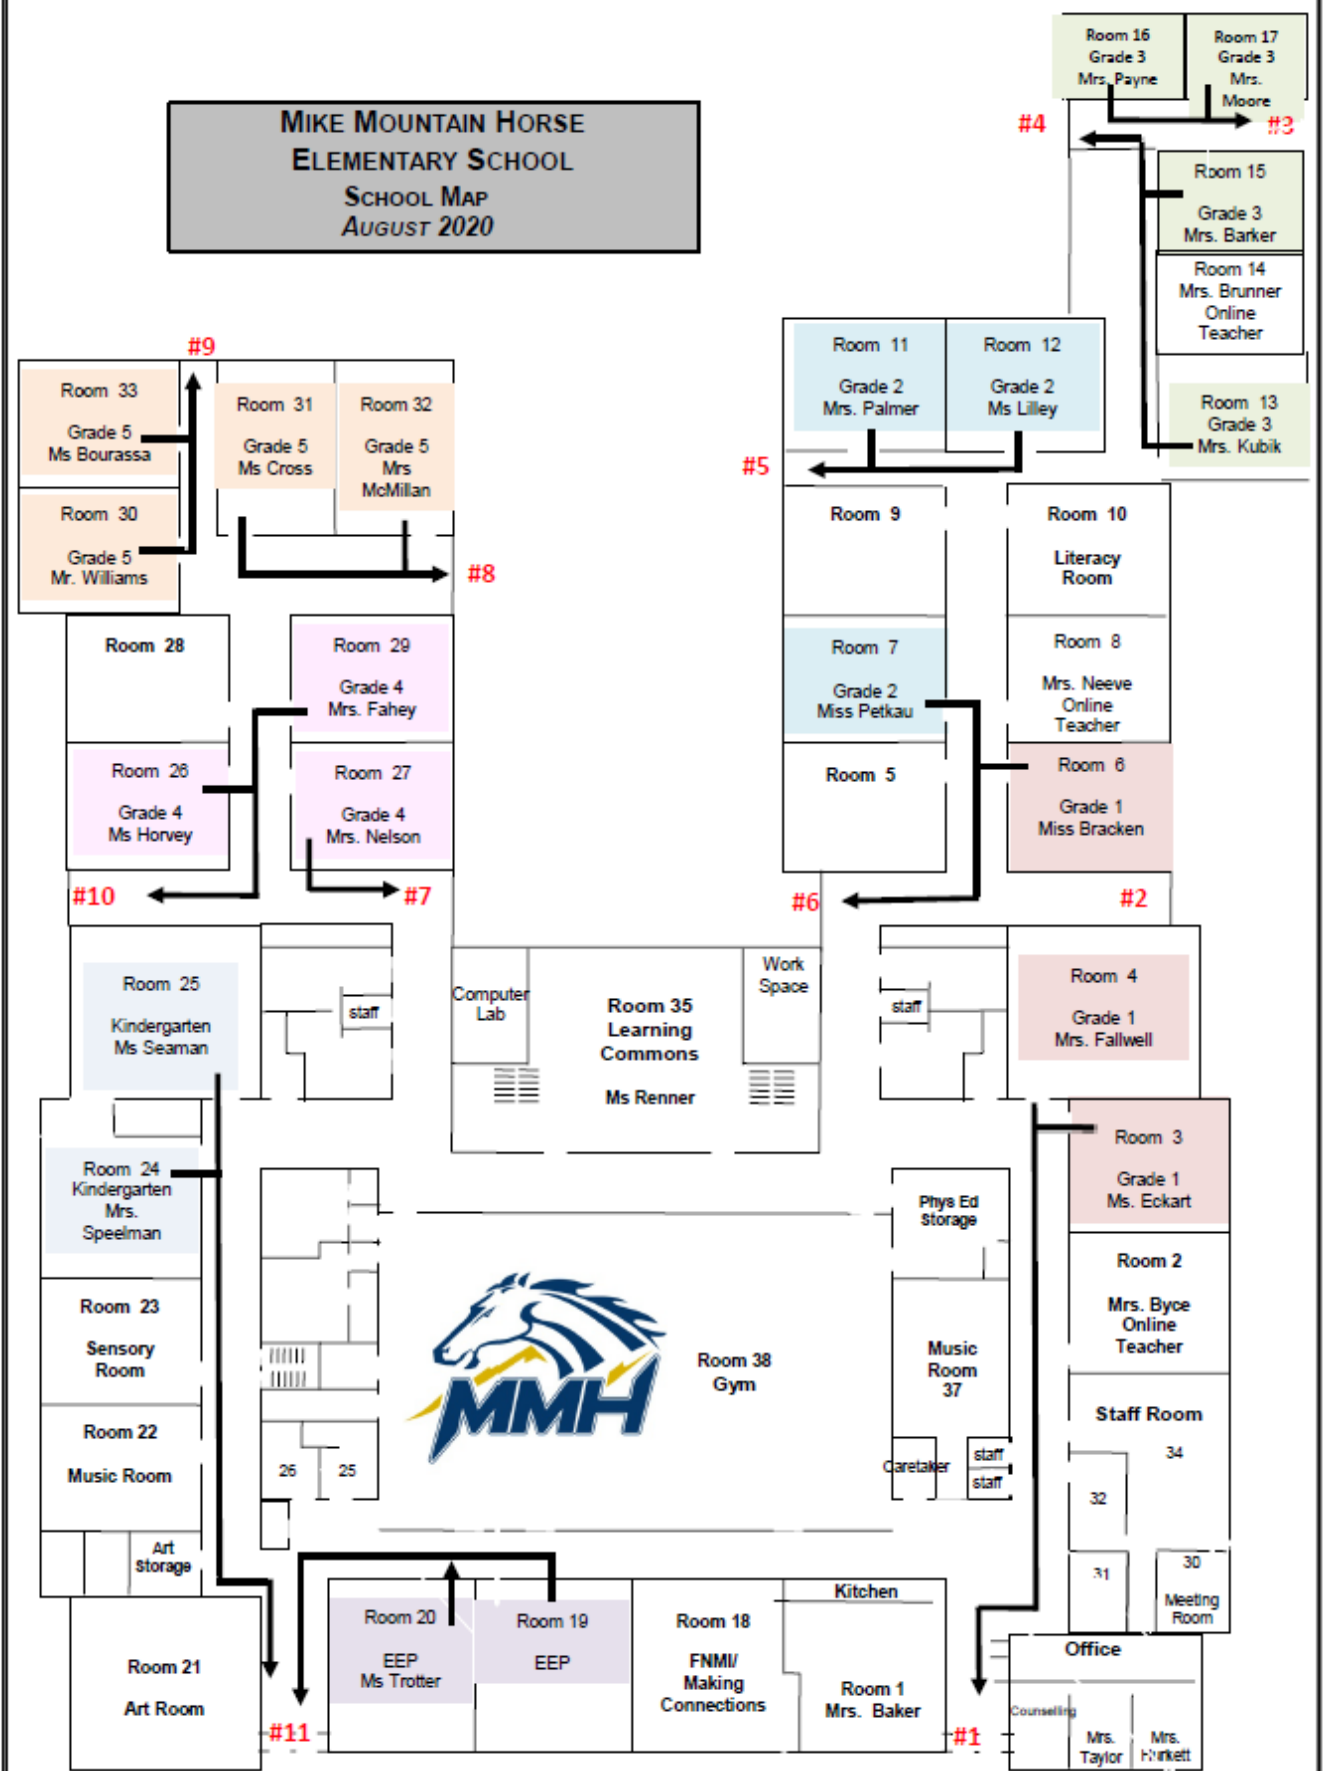 MIKE MOUNTAIN HORSE
ELEMENTARY SCHOOL
SCHOOL MAP
AUGUST 2020
Room 16
Grade 3
Mrs. Payne
Room 17
Grade 3
Mrs.
Moore
#4
#3
Room 15
Grade 3
Mrs. Barker
Room 14
Mrs. Brunner
Online
Teacher
Room 13
Grade 3
Mrs. Kubik
#9
Room 33
Grade 5
Ms Bourassa
Room 31
Grade 5
Ms Cross
Room 32
Grade 5
Mrs
McMillan
Room 30
Grade 5
Mr. Williams
#8
Room 11
Grade 2
Mrs. Palmer
Room 12
Grade 2
Ms Lilley
#5
Room 9
Room 10
Literacy
Room
Room 28
Room 29
Grade 4
Mrs. Fahey
Room 7
Grade 2
Miss Petkau
Room 8
Mrs. Neeve
Online
Teacher
Room 26
Grade 4
Ms Horvey
Room 27
Grade 4
Mrs. Nelson
Room 5
Room 6
Grade 1
Miss Bracken
#10
#7
#6
#2
Room 25
Kindergarten
Ms Seaman
staff
Computer
Lab
Room 35
Learning
Commons
Ms Renner
Work
Space
staff
Room 4
Grade 1
Mrs. Fallwell
Room 24
Kindergarten
Mrs.
Speelman
Phys Ed
Storage
Room 3
Grade 1
Ms. Eckart
Room 23
Sensory
Room
MMH
Room 38
Gym
Music
Room
37
Room 2
Mrs. Byce
Online
Teacher
Room 22
Music Room
26
25
Caretaker
staff
staff
Staff Room
34
32
31
30
Meeting
Room
Art
Storage
Room 21
Art Room
Room 20
EEP
Ms Trotter
Room 19
EEP
Room 18
FNMI/
Making
Connections
Kitchen
Room 1
Mrs. Baker
Office
Counselling
Mrs.
Taylor
Mrs.
#11
#1